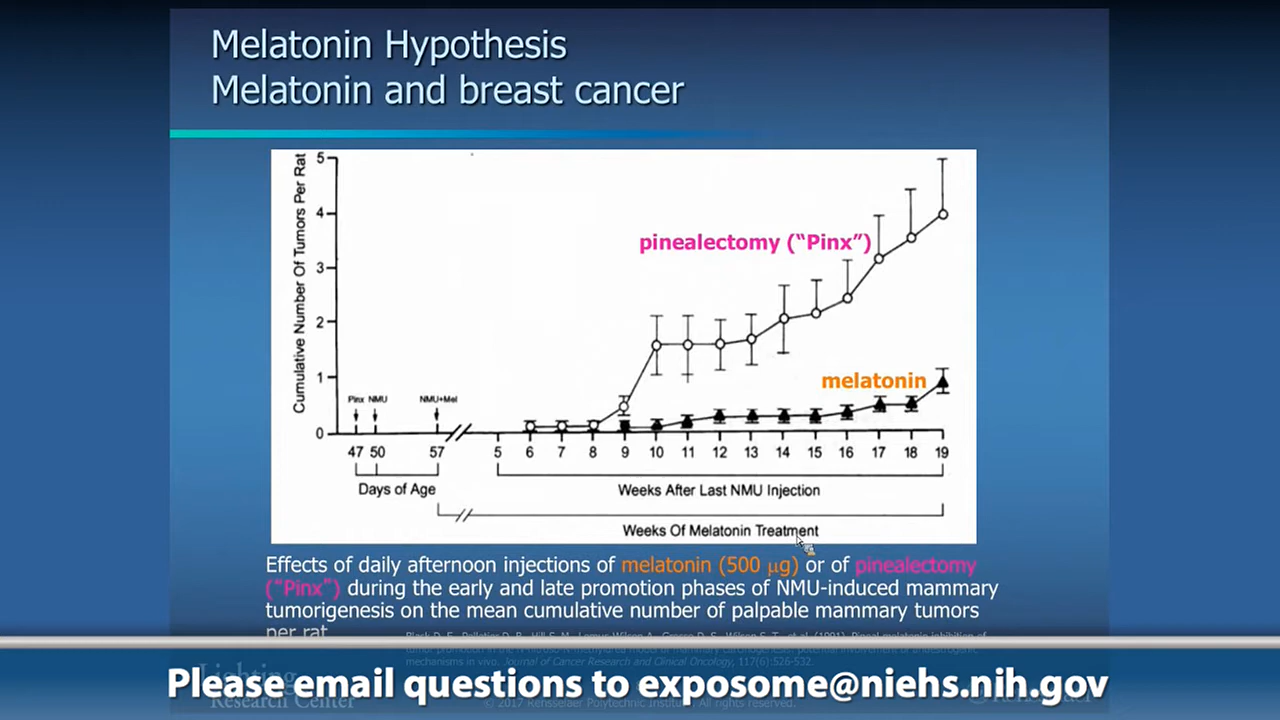 Melatonin Hypothesis
Melatonin and breast cancer
Cumulative Number Of Tumors Per Rat
5
4
3
2
1
0
pinealectomy (“Pinx”)
melatonin
Pinx NMU NMU+Mel
47 50 57 5 6 7 8 9 10 11 12 13 14 15 16 17 18 19
Days of Age
Weeks After Last NMU Injection
Weeks Of Melatonin Treatment
Effects of daily afternoon injections of melatonin (500 μg) or of pinealectomy
(“Pinx”) during the early and late promotion phases of NMU-induced mammary
tumorigenesis on the mean cumulative number of palpable mammary tumors
per rat
mechanisms in vivo. Journal of Cancer Research and Clinical Oncology, 117(6):526-532.
Lighting
Research Center
Please email questions to exposome@niehs.nih.gov
© 2017 Rensselaer Polytechnic Institute. All rights reserved.